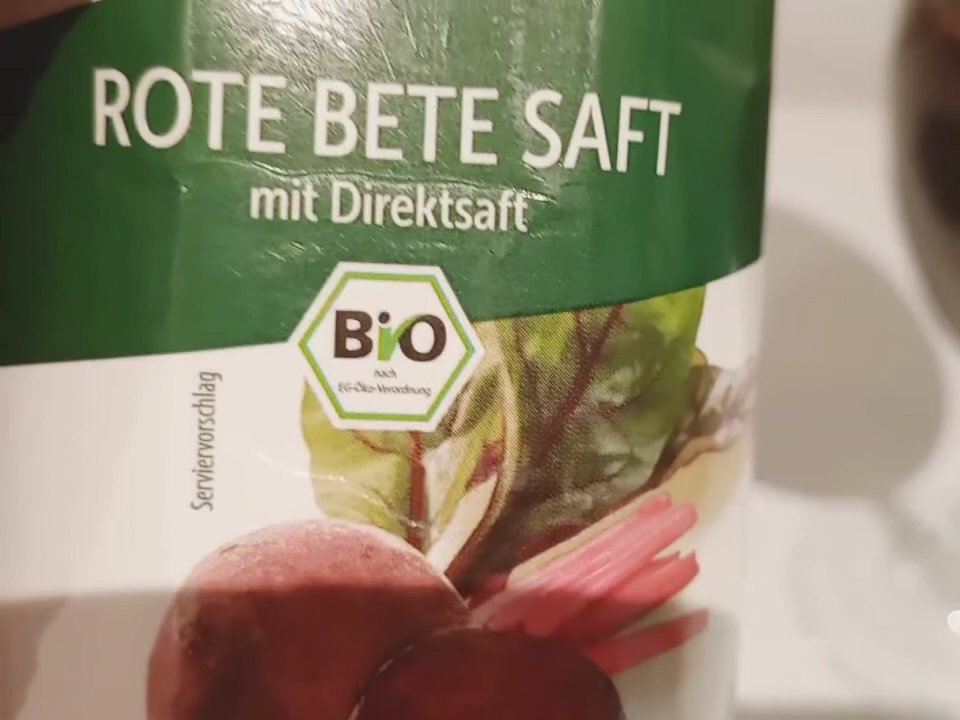 ROTE BETE SAFT
mit Direktsaft
BiO
nach
EG-Öko-Verordnung
Serviervorschlag